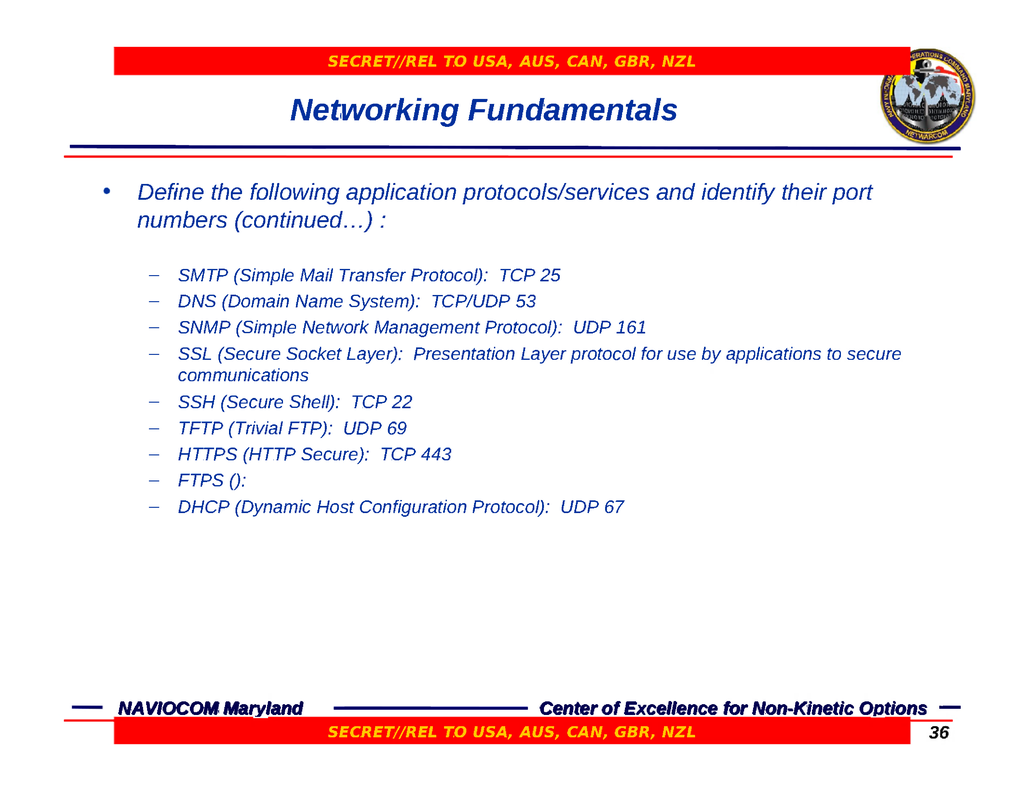 SECRET//REL TO USA, AUS, CAN, GBR, NZL
Networking Fundamentals
• Define the following application protocols/services and identify their port
numbers (continued…) :
– SMTP (Simple Mail Transfer Protocol): TCP 25
– DNS (Domain Name System): TCP/UDP 53
– SNMP (Simple Network Management Protocol): UDP 161
– SSL (Secure Socket Layer): Presentation Layer protocol for use by applications to secure
communications
– SSH (Secure Shell): TCP 22
– TFTP (Trivial FTP): UDP 69
– HTTPS (HTTP Secure): TCP 443
– FTPS ():
– DHCP (Dynamic Host Configuration Protocol): UDP 67
NAVIOCOM Maryland
Center of Excellence for Non-Kinetic Options
SECRET//REL TO USA, AUS, CAN, GBR, NZL
36
NETWARCOM